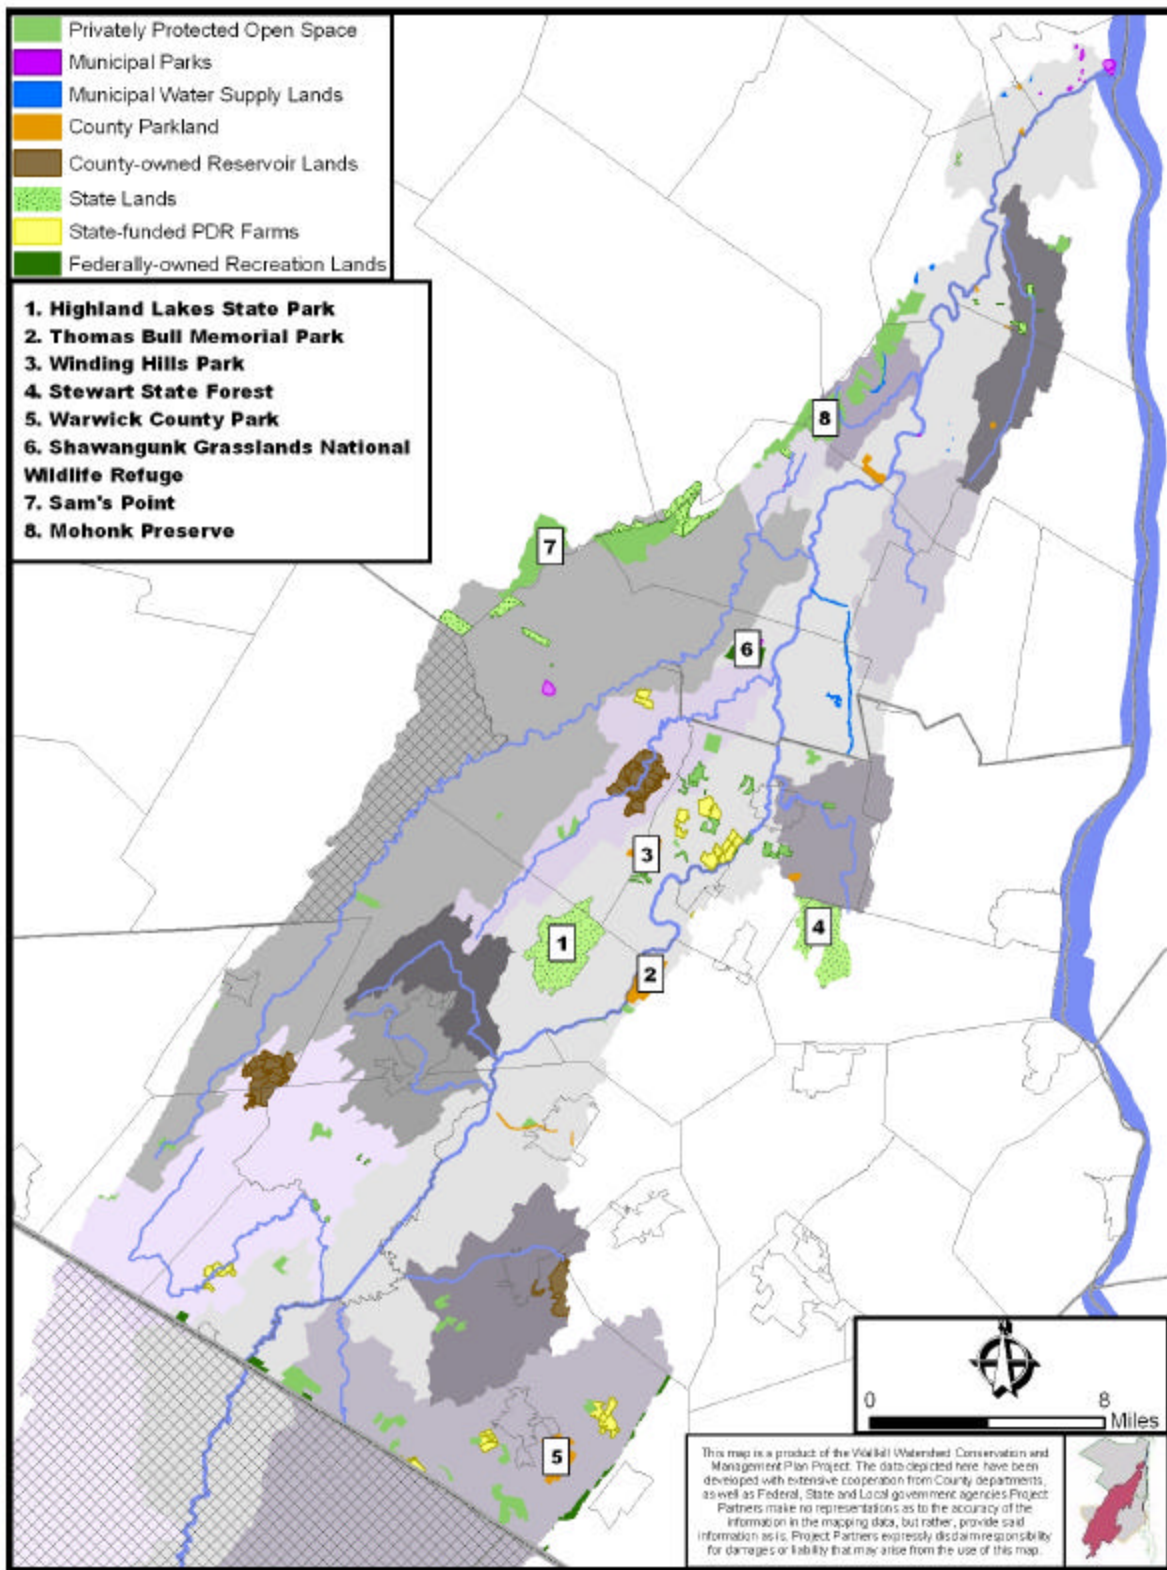 Privately Protected Open Space
Municipal Parks
Municipal Water Supply Lands
County Parkland
County-owned Reservoir Lands
State Lands
State-funded PDR Farms
Federally-owned Recreation Lands
1. Highland Lakes State Park
2. Thomas Bull Memorial Park
3. Winding Hills Park
4. Stewart State Forest
5. Warwick County Park
6. Shawangunk Grasslands National
Wildlife Refuge
7. Sam's Point
8. Mohonk Preserve
8
7
6
3
4
1
2
5
N
0 8
Miles
This map is a product of the Wallkill Watershed Conservation and
Management Plan Project. The data depicted here have been
developed with extensive cooperation from County departments,
as well as Federal, State and Local government agencies. Project
Partners make no representations as to the accuracy of the
information in the mapping data, but rather, provide said
information as is. Project Partners expressly disclaim responsibility
for damages or liability that may arise from the use of this map.